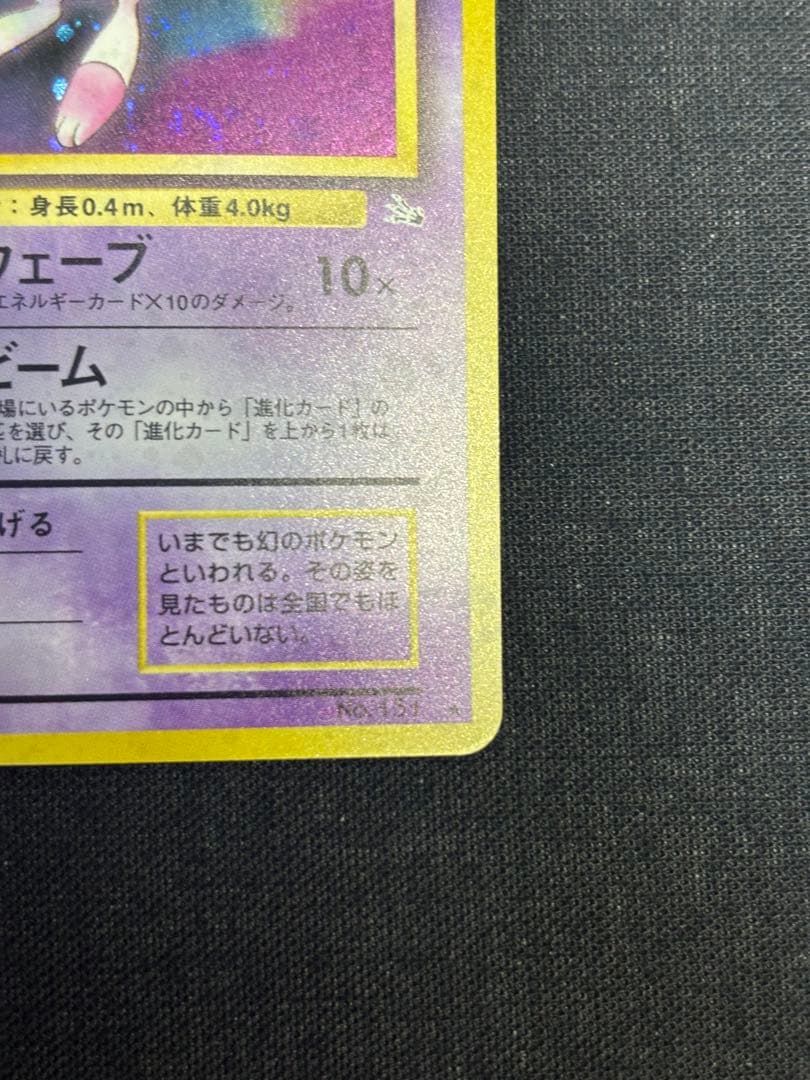 ：身長0.4m、体重4.0kg
ウェーブ 10×
エネルギーカード×10のダメージ。
ビーム
場にいるポケモンの中から「進化カード」の
を選び、その「進化カード」を上から1枚は
札に戻す。
げる
いまでも幻のポケモン
といわれる。その姿を
見たものは全国でもほ
とんどいない。
No. 151 ★